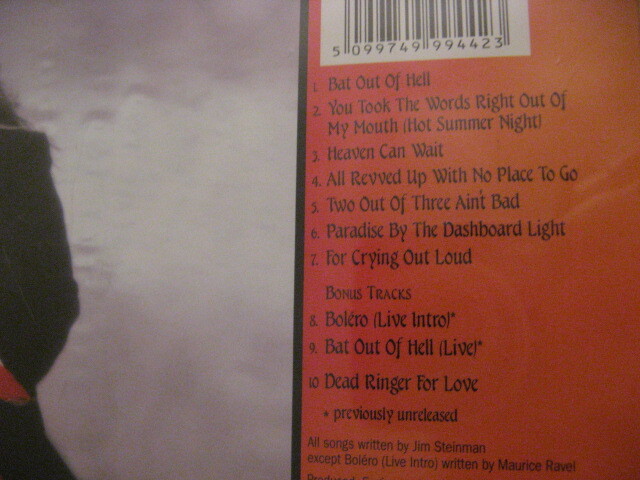 5 099749 994423
1. Bat Out Of Hell
2. You Took The Words Right Out Of
My Mouth (Hot Summer Night)
3. Heaven Can Wait
4. All Revved Up With No Place To Go
5. Two Out Of Three Ain't Bad
6. Paradise By The Dashboard Light
7. For Crying Out Loud
Bonus Tracks
8. Boléro (Live Intro)*
9. Bat Out Of Hell (Live)*
10 Dead Ringer For Love
* previously unreleased
All songs written by Jim Steinman
except Boléro (Live Intro) written by Maurice Ravel